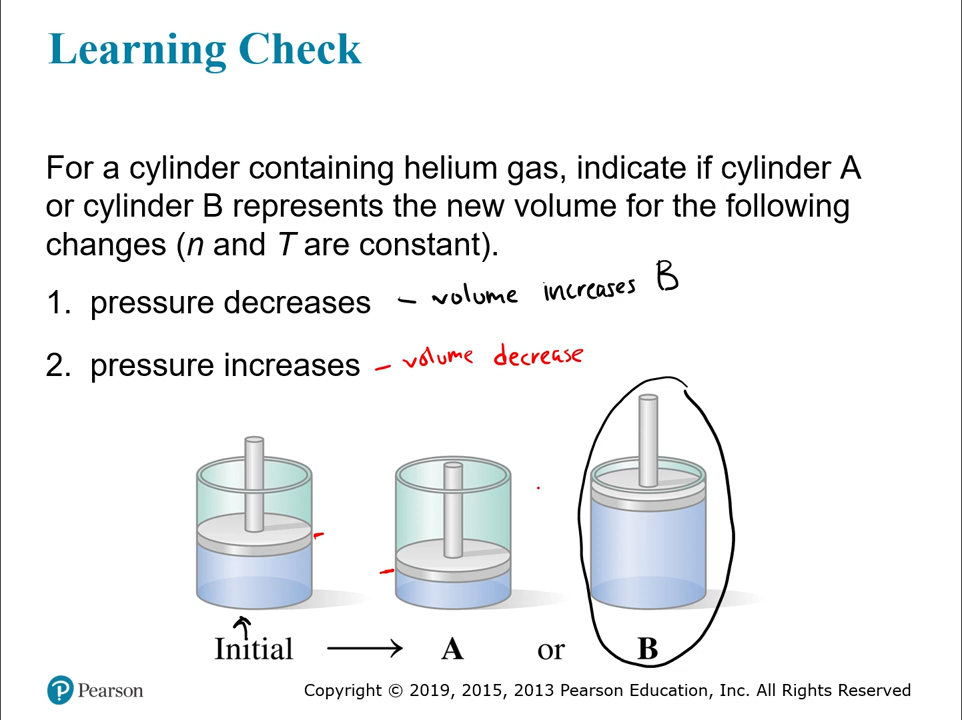 Learning Check
For a cylinder containing helium gas, indicate if cylinder A
or cylinder B represents the new volume for the following
changes (n and T are constant).
1. pressure decreases – volume increases B
2. pressure increases – volume decrease
Initial ⟶ A or B
Pearson
Copyright © 2019, 2015, 2013 Pearson Education, Inc. All Rights Reserved